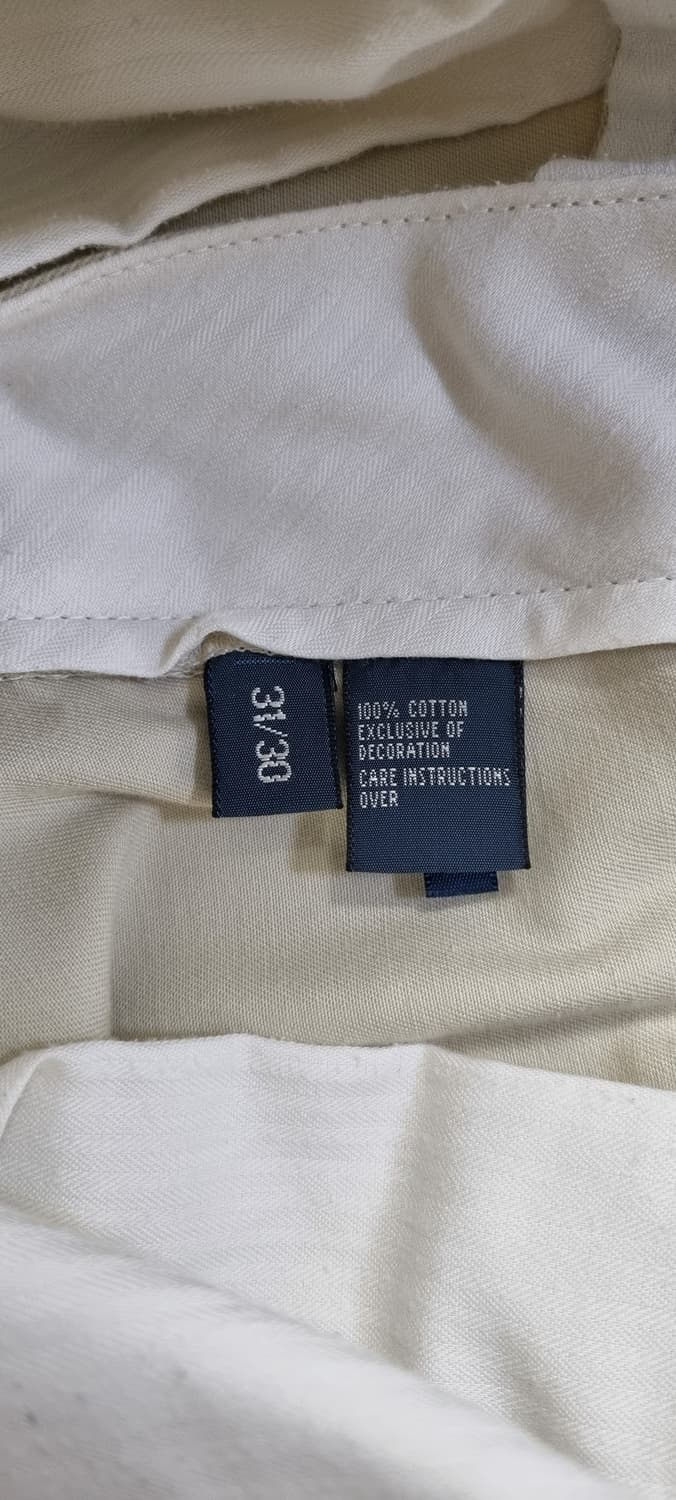 31/30
100% COTTON
EXCLUSIVE OF
DECORATION
CARE INSTRUCTIONS
OVER